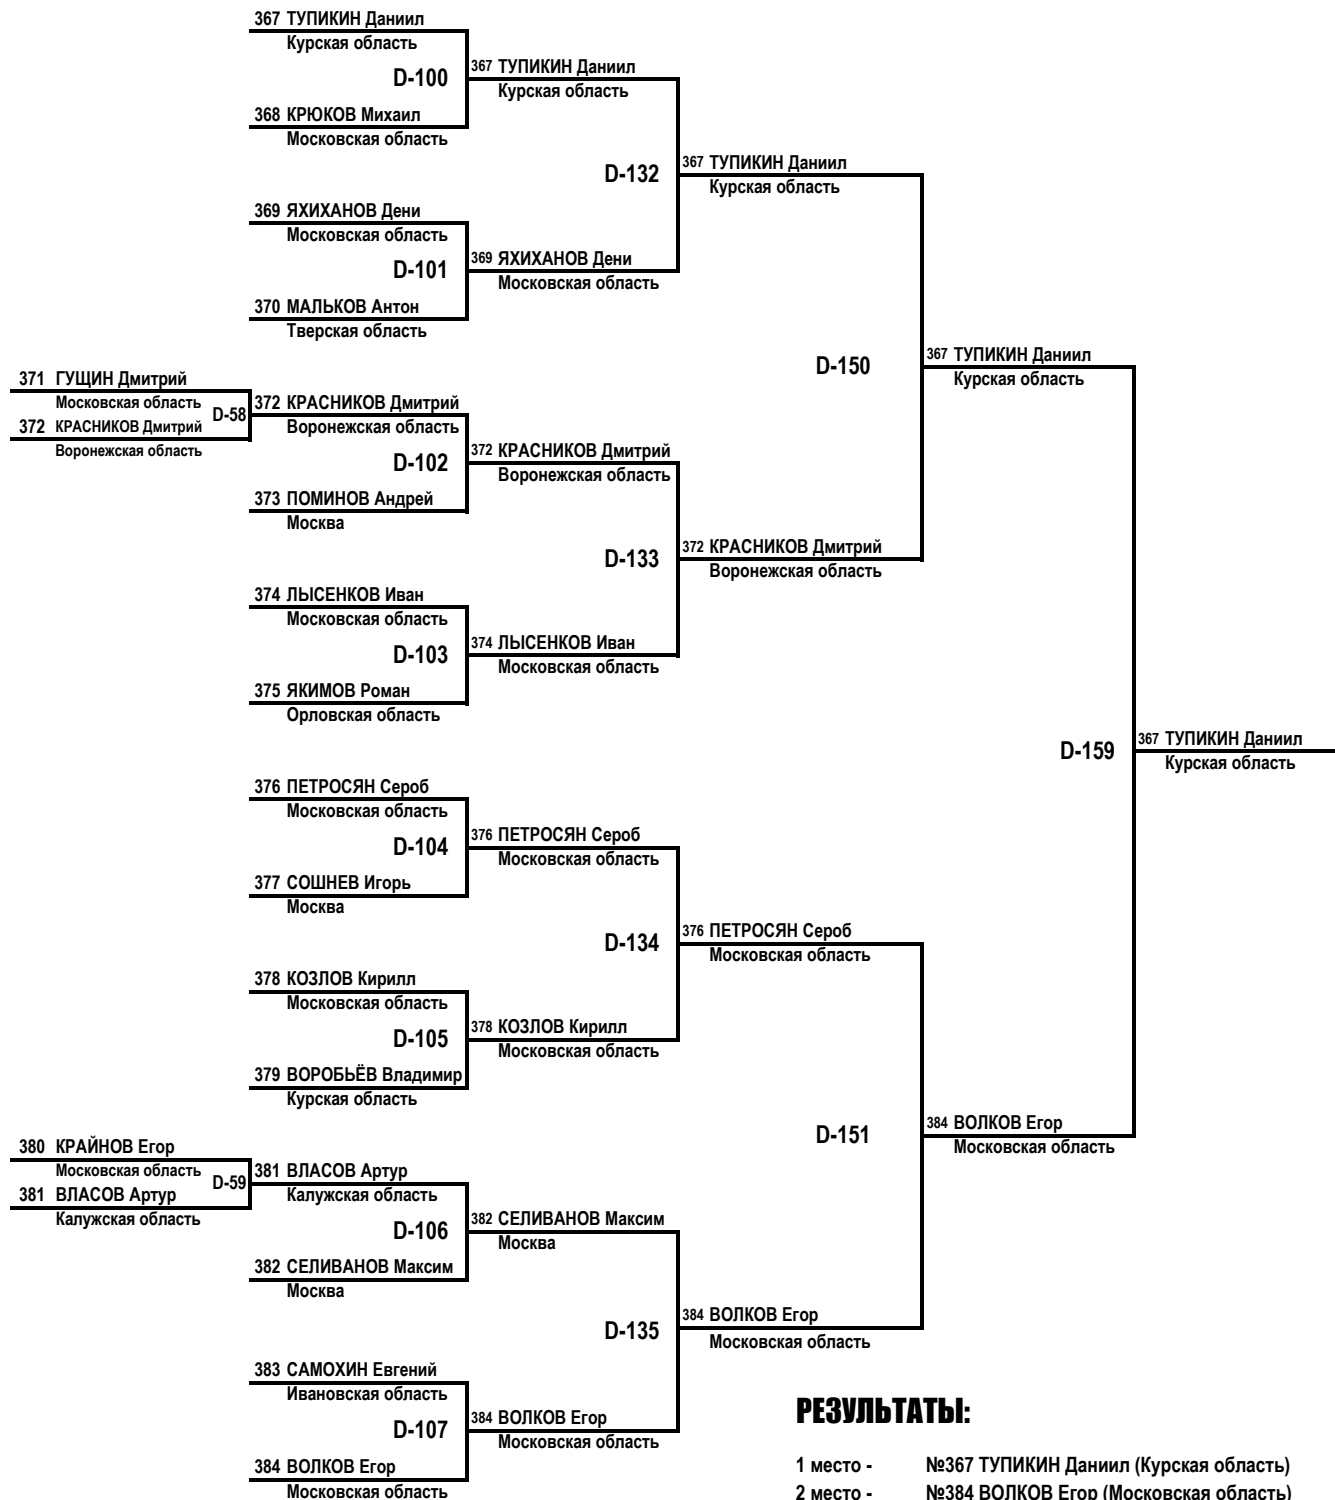 367 ТУПИКИН Даниил
Курская область
D-100
368 КРЮКОВ Михаил
Московская область
367 ТУПИКИН Даниил
Курская область
D-132
369 ЯХИХАНОВ Дени
Московская область
D-101
370 МАЛЬКОВ Антон
Тверская область
369 ЯХИХАНОВ Дени
Московская область
367 ТУПИКИН Даниил
Курская область
D-150
371 ГУЩИН Дмитрий
Московская область
D-58
372 КРАСНИКОВ Дмитрий
Воронежская область
372 КРАСНИКОВ Дмитрий
Воронежская область
D-102
373 ПОМИНОВ Андрей
Москва
372 КРАСНИКОВ Дмитрий
Воронежская область
D-133
374 ЛЫСЕНКОВ Иван
Московская область
D-103
375 ЯКИМОВ Роман
Орловская область
374 ЛЫСЕНКОВ Иван
Московская область
372 КРАСНИКОВ Дмитрий
Воронежская область
367 ТУПИКИН Даниил
Курская область
D-159
367 ТУПИКИН Даниил
Курская область
376 ПЕТРОСЯН Сероб
Московская область
D-104
377 СОШНЕВ Игорь
Москва
376 ПЕТРОСЯН Сероб
Московская область
D-134
378 КОЗЛОВ Кирилл
Московская область
D-105
379 ВОРОБЬЁВ Владимир
Курская область
378 КОЗЛОВ Кирилл
Московская область
376 ПЕТРОСЯН Сероб
Московская область
D-151
380 КРАЙНОВ Егор
Московская область
D-59
381 ВЛАСОВ Артур
Калужская область
381 ВЛАСОВ Артур
Калужская область
D-106
382 СЕЛИВАНОВ Максим
Москва
382 СЕЛИВАНОВ Максим
Москва
D-135
383 САМОХИН Евгений
Ивановская область
D-107
384 ВОЛКОВ Егор
Московская область
384 ВОЛКОВ Егор
Московская область
384 ВОЛКОВ Егор
Московская область
384 ВОЛКОВ Егор
Московская область
РЕЗУЛЬТАТЫ:
1 место - №367 ТУПИКИН Даниил (Курская область)
2 место - №384 ВОЛКОВ Егор (Московская область)